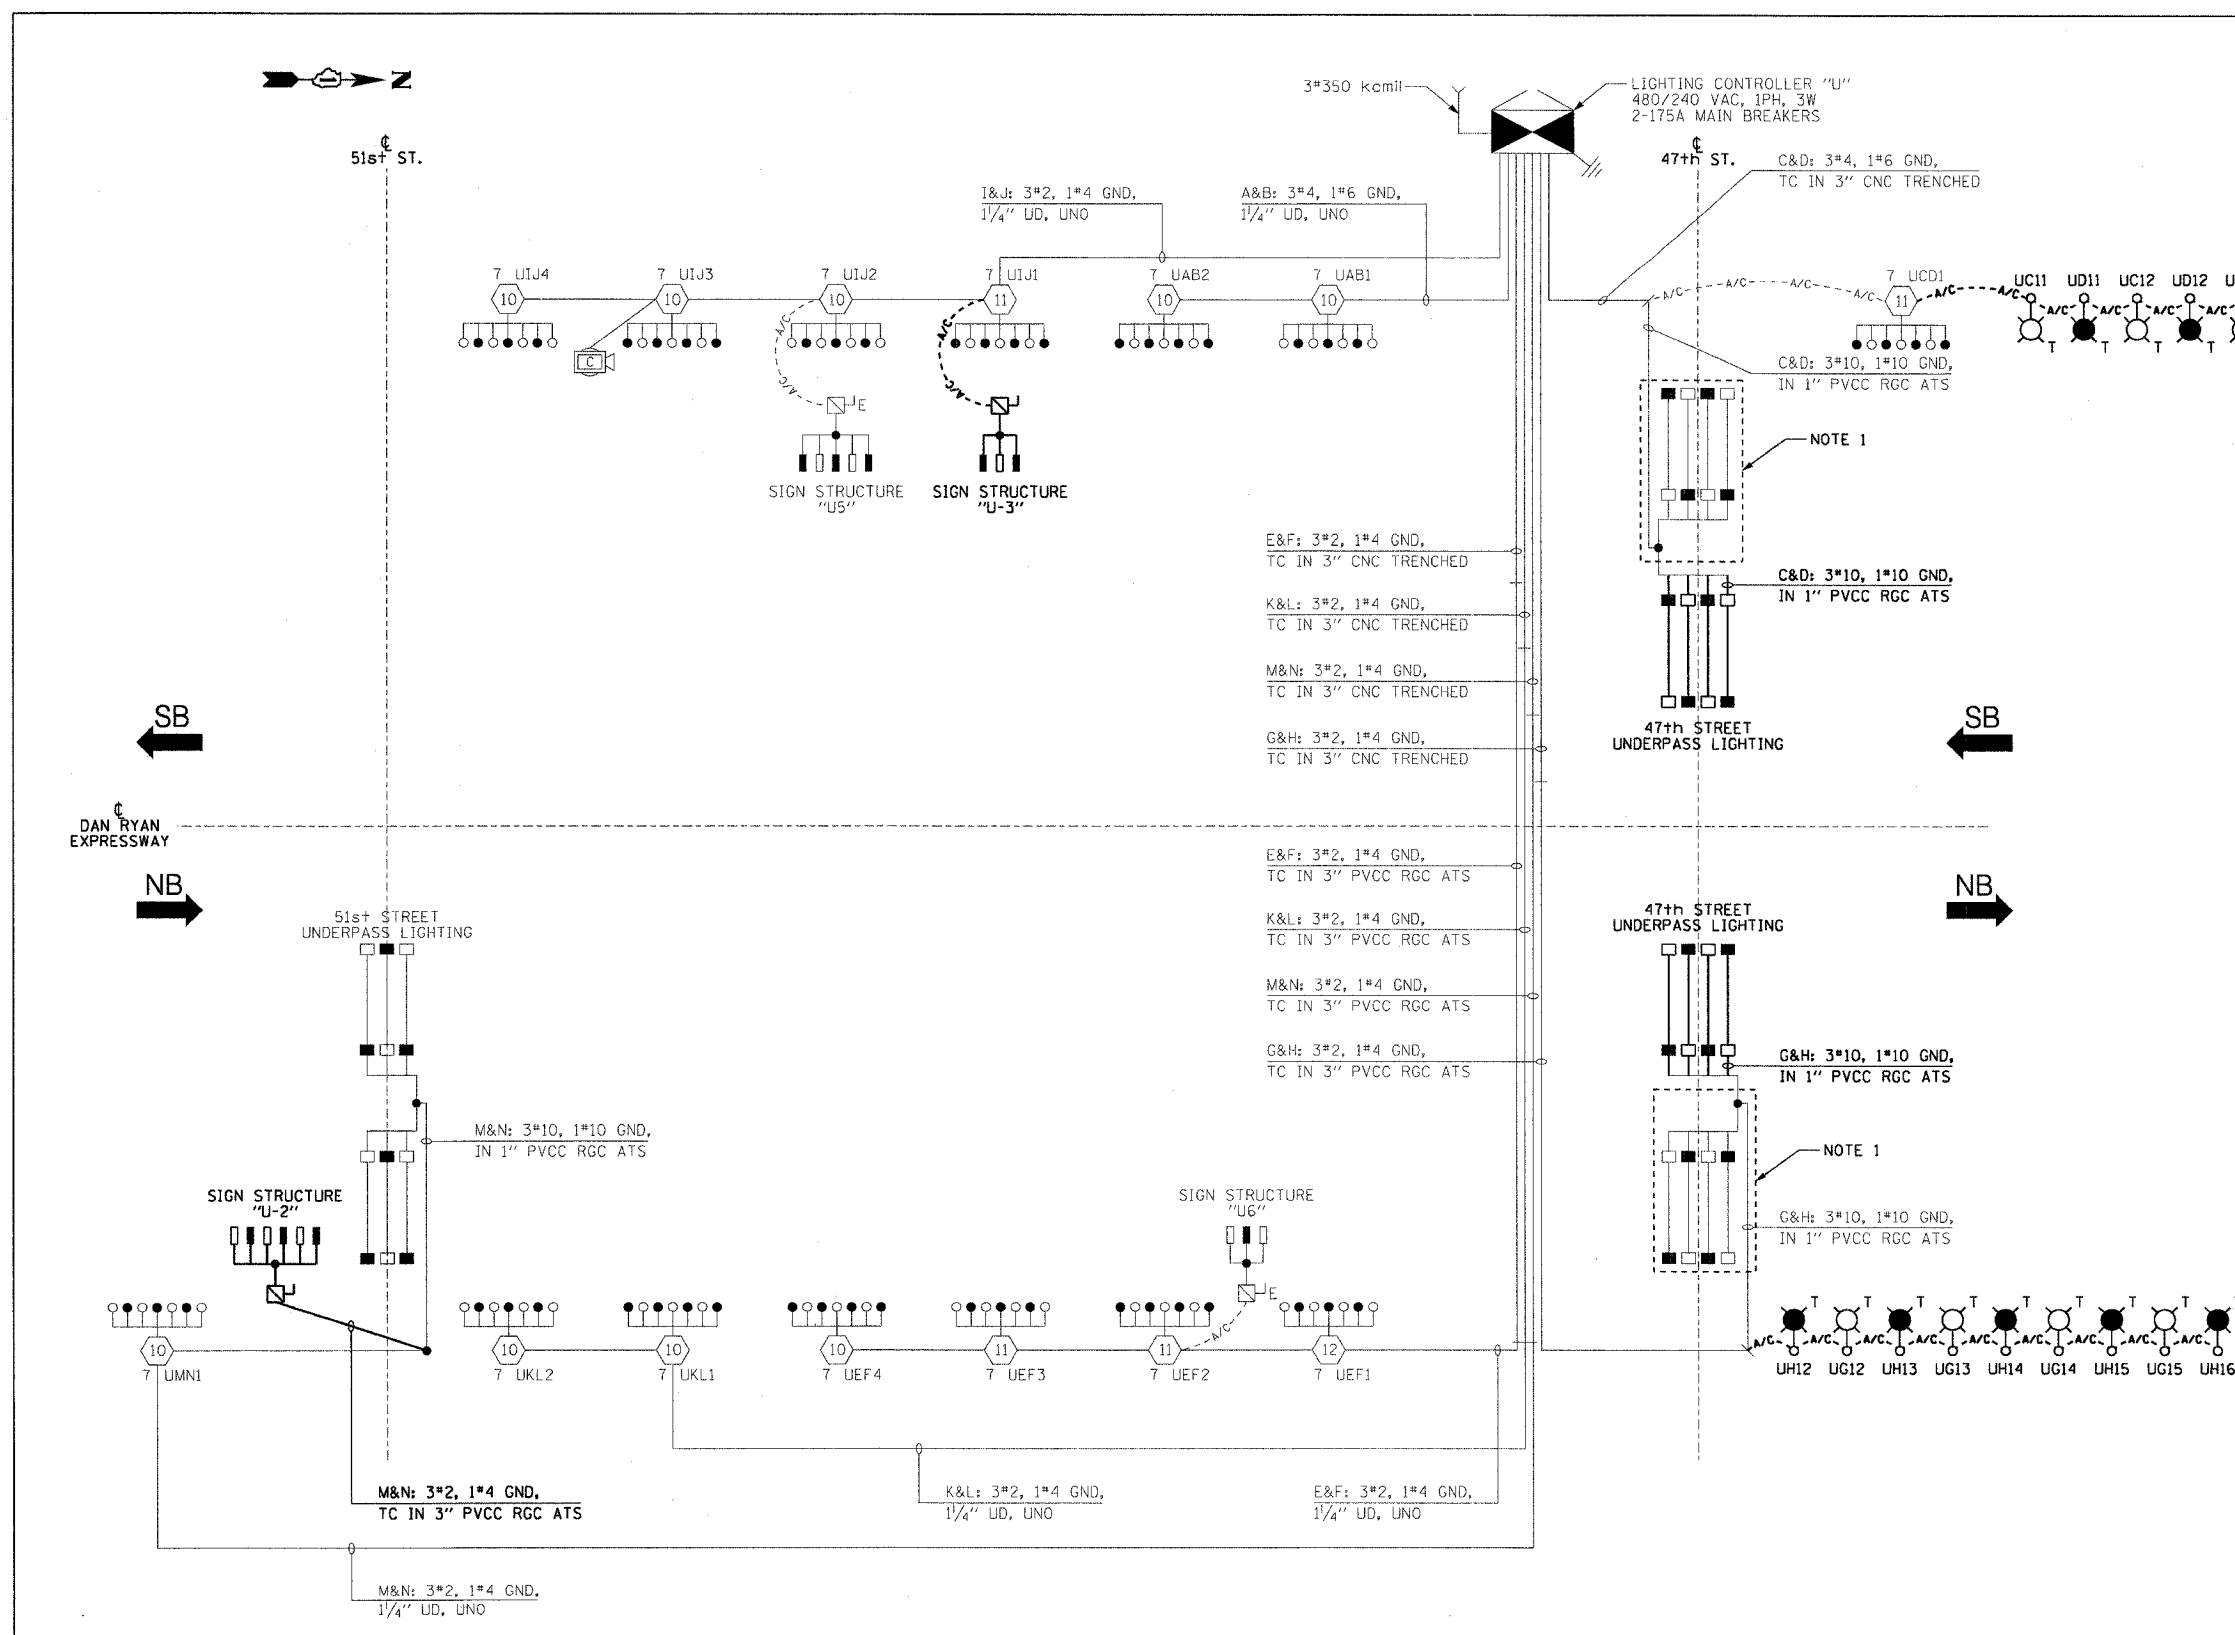 N
3#350 kcmil
LIGHTING CONTROLLER "U"
480/240 VAC, 1PH, 3W
2-175A MAIN BREAKERS
℄
51st ST.
℄
47th ST.
C&D: 3#4, 1#6 GND,
TC IN 3" CNC TRENCHED
I&J: 3#2, 1#4 GND,
1 1/4" UD, UNO
A&B: 3#4, 1#6 GND,
1 1/4" UD, UNO
7 UIJ4
10
7 UIJ3
10
7 UIJ2
10
7 UIJ1
11
7 UAB2
10
7 UAB1
10
A/C A/C A/C
7 UCD1
11
A/C A/C
UC11 UD11 UC12 UD12 U
A/C A/C A/C A/C
T T T
C
A/C
A/C
E
A/C
A/C
SIGN STRUCTURE
"U5"
SIGN STRUCTURE
"U-3"
C&D: 3#10, 1#10 GND,
IN 1" PVCC RGC ATS
NOTE 1
C&D: 3#10, 1#10 GND,
IN 1" PVCC RGC ATS
47th STREET
UNDERPASS LIGHTING
E&F: 3#2, 1#4 GND,
TC IN 3" CNC TRENCHED
K&L: 3#2, 1#4 GND,
TC IN 3" CNC TRENCHED
M&N: 3#2, 1#4 GND,
TC IN 3" CNC TRENCHED
G&H: 3#2, 1#4 GND,
TC IN 3" CNC TRENCHED
SB
SB
℄
DAN RYAN
EXPRESSWAY
NB
NB
E&F: 3#2, 1#4 GND,
TC IN 3" PVCC RGC ATS
K&L: 3#2, 1#4 GND,
TC IN 3" PVCC RGC ATS
M&N: 3#2, 1#4 GND,
TC IN 3" PVCC RGC ATS
G&H: 3#2, 1#4 GND,
TC IN 3" PVCC RGC ATS
51st STREET
UNDERPASS LIGHTING
47th STREET
UNDERPASS LIGHTING
M&N: 3#10, 1#10 GND,
IN 1" PVCC RGC ATS
G&H: 3#10, 1#10 GND,
IN 1" PVCC RGC ATS
NOTE 1
G&H: 3#10, 1#10 GND,
IN 1" PVCC RGC ATS
SIGN STRUCTURE
"U-2"
SIGN STRUCTURE
"U6"
E
A/C
10
7 UMN1
10
7 UKL2
10
7 UKL1
10
7 UEF4
11
7 UEF3
11
7 UEF2
12
7 UEF1
T T T T T T T T
A/C A/C A/C A/C A/C A/C A/C A/C A/C
UH12 UG12 UH13 UG13 UH14 UG14 UH15 UG15 UH16
M&N: 3#2, 1#4 GND,
TC IN 3" PVCC RGC ATS
K&L: 3#2, 1#4 GND,
1 1/4" UD, UNO
E&F: 3#2, 1#4 GND,
1 1/4" UD, UNO
M&N: 3#2, 1#4 GND,
1 1/4" UD, UNO